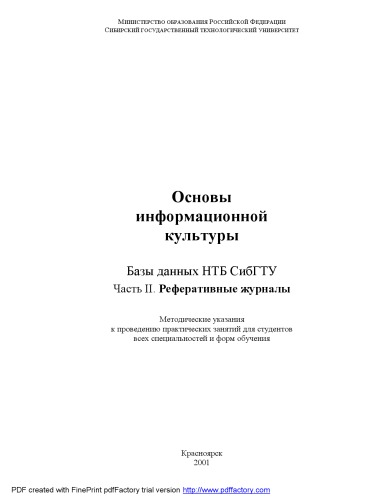 Министерство образования Российской Федерации
Сибирский государственный технологический университет
Основы
информационной
культуры
Базы данных НТБ СибГТУ
Часть II. Реферативные журналы
Методические указания
к проведению практических занятий для студентов
всех специальностей и форм обучения
Красноярск
2001
PDF created with FinePrint pdfFactory trial version http://www.pdffactory.com